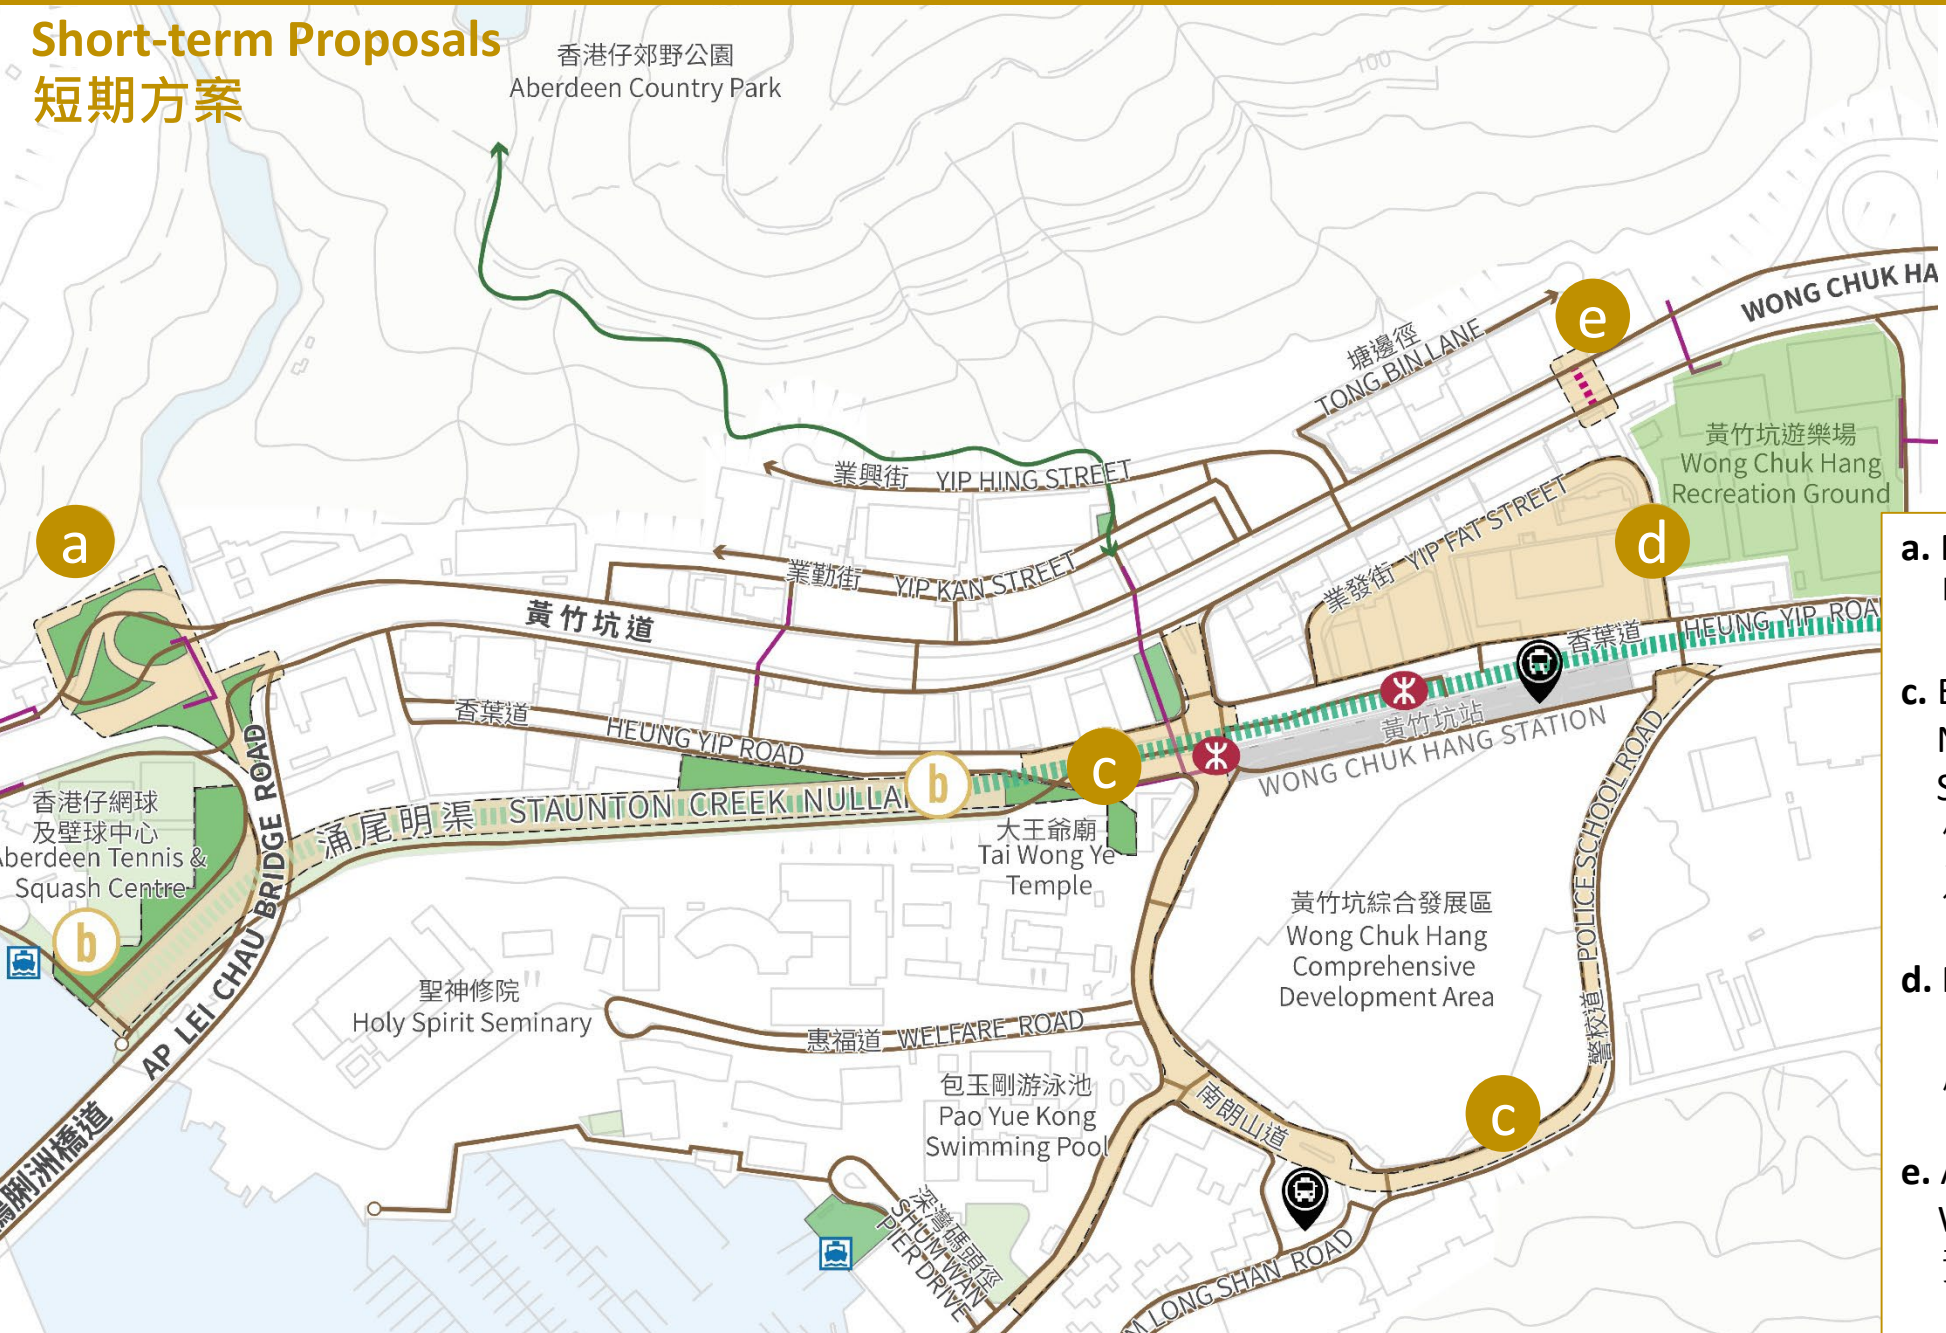 Short-term Proposals
短期方案
香港仔郊野公園
Aberdeen Country Park
100
塘邊徑
TONG BIN LANE
e
WONG CHUK HA
黃竹坑遊樂場
Wong Chuk Hang
Recreation Ground
業興街 YIP HING STREET
a
業勤街 YIP KAN STREET
業發街 YIP FAT STREET
d
黃竹坑道
香葉道 HEUNG YIP ROA
香葉道 HEUNG YIP ROAD
黃竹坑站
WONG CHUK HANG STATION
b
c
涌尾明渠 STAUNTON CREEK NULLA
香港仔網球
及壁球中心
Aberdeen Tennis &
Squash Centre
b
大王爺廟
Tai Wong Ye
Temple
AP LEI CHAU BRIDGE ROAD
鴨脷洲橋道
黃竹坑綜合發展區
Wong Chuk Hang
Comprehensive
Development Area
警校道 POLICE SCHOOL ROAD
聖神修院
Holy Spirit Seminary
惠福道 WELFARE ROAD
包玉剛游泳池
Pao Yue Kong
Swimming Pool
南朗山道
c
深灣碼頭徑
SHUM WAN
PIER DRIVE
M LONG SHAN ROAD
a.
c.
d.
e.